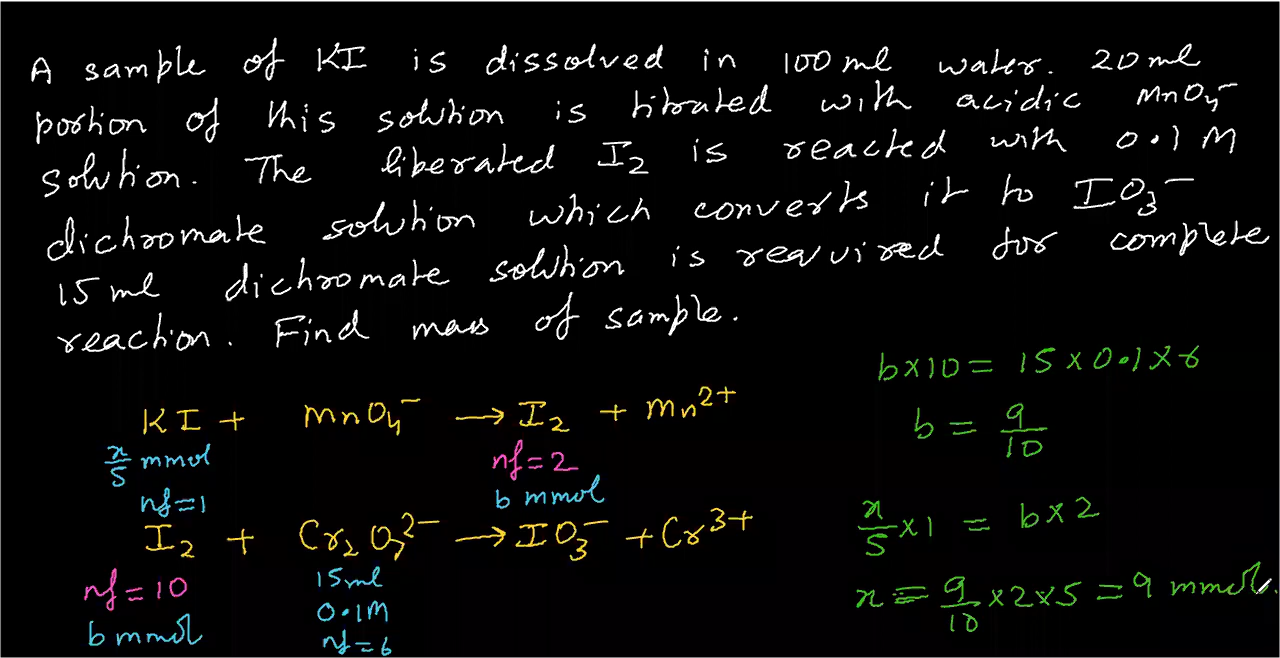 A sample of KI is dissolved in 100 ml water. 20 ml
portion of this solution is titrated with acidic MnO₄⁻
solution. The liberated I₂ is reacted with 0.1 M
dichromate solution which converts it to IO₃⁻
15 ml dichromate solution is required for complete
reaction. Find mass of sample.
KI + MnO₄⁻ → I₂ + Mn²⁺
x/5 mmol
nf=1
nf=2
b mmol
I₂ + Cr₂O₇²⁻ → IO₃⁻ + Cr³⁺
nf=10
b mmol
15 ml
0.1M
nf=6
b×10 = 15×0.1×6
b = 9/10
x/5 ×1 = b×2
x = 9/10 ×2×5 = 9 mmol.